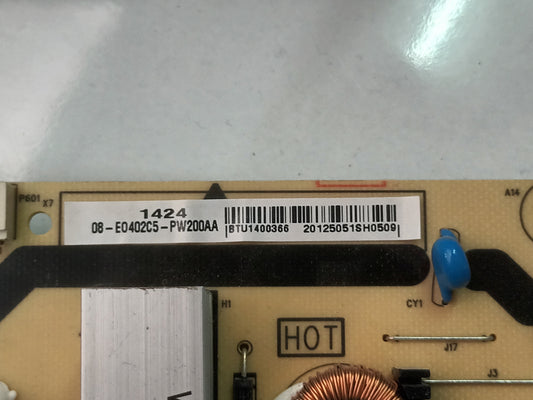 P601
X7
A14
1424
08-E0402C5-PW200AA
BTU1400366 20125051SH0509
H1
CY1
HOT
J17
J3